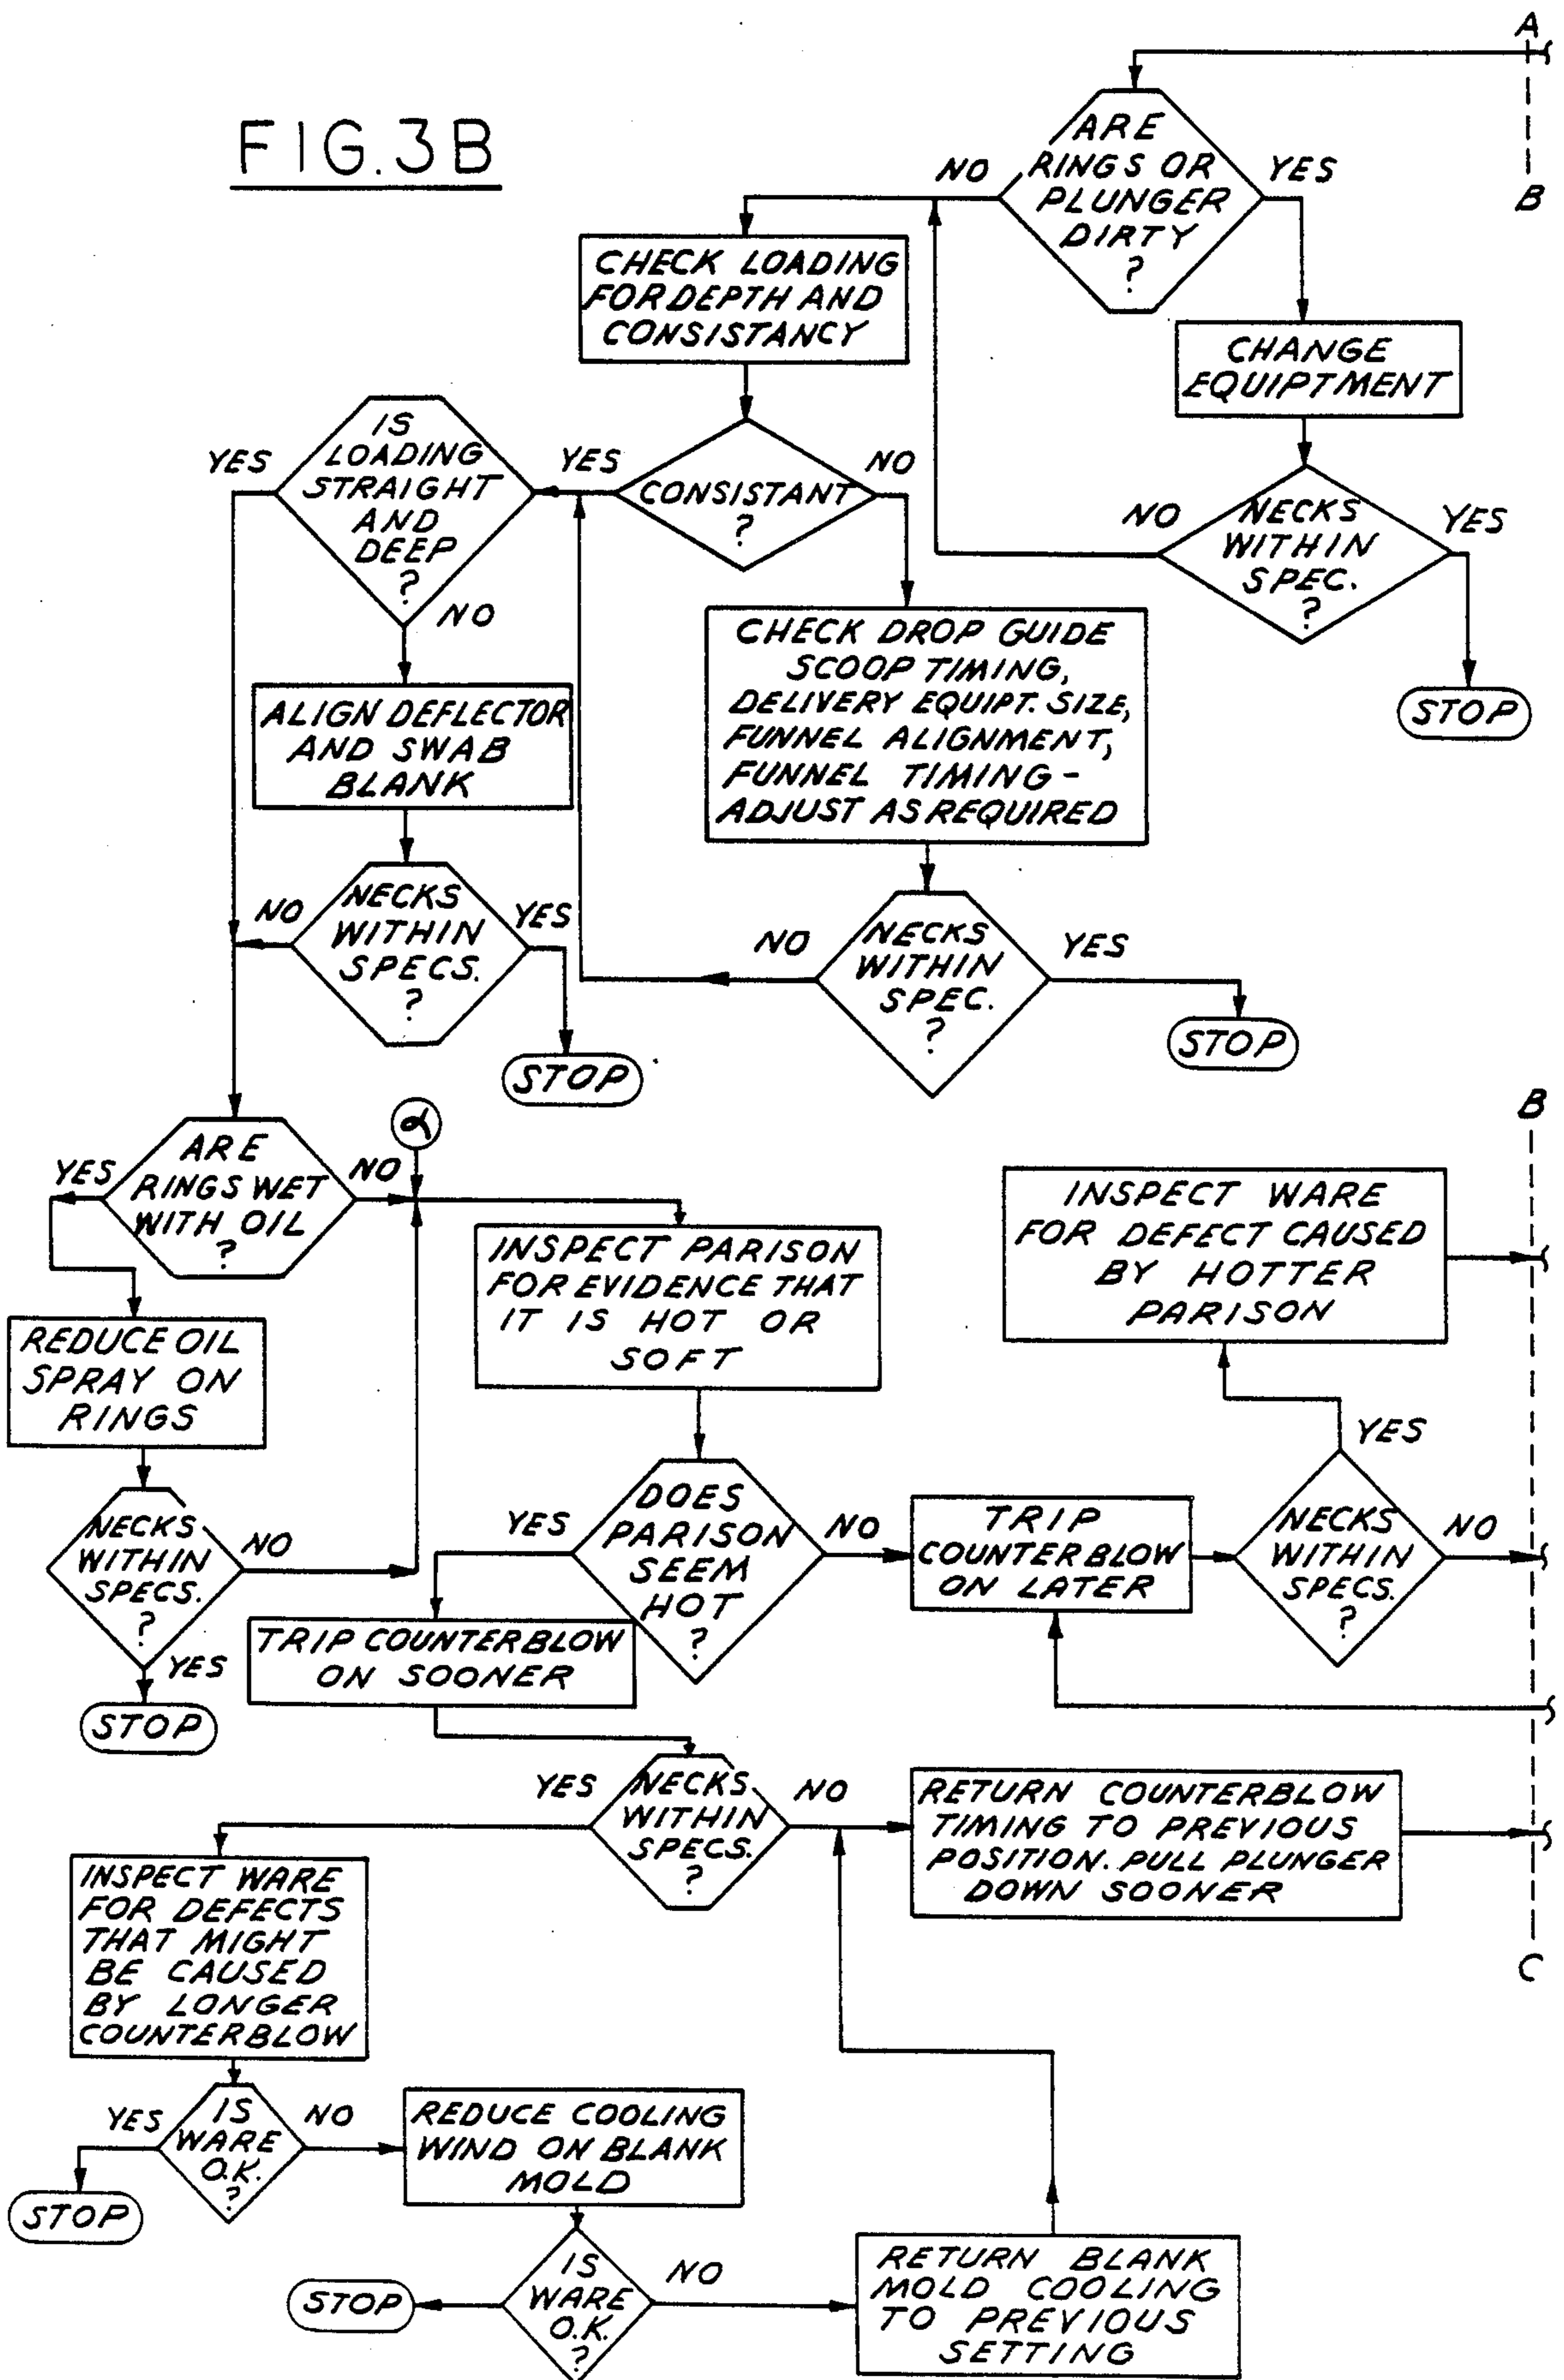 A
FIG. 3B
ARE
RINGS OR
PLUNGER
DIRTY
?
NO
YES
B
CHECK LOADING
FOR DEPTH AND
CONSISTANCY
CHANGE
EQUIPTMENT
IS
LOADING
STRAIGHT
AND
DEEP
?
YES
NO
CONSISTANT
?
YES
NO
NECKS
WITHIN
SPEC.
?
NO
YES
STOP
ALIGN DEFLECTOR
AND SWAB
BLANK
CHECK DROP GUIDE
SCOOP TIMING,
DELIVERY EQUIPT. SIZE,
FUNNEL ALIGNMENT,
FUNNEL TIMING -
ADJUST AS REQUIRED
NECKS
WITHIN
SPECS.
?
NO
YES
STOP
NECKS
WITHIN
SPEC.
?
NO
YES
STOP
ARE
RINGS WET
WITH OIL
?
YES
NO
α
B
INSPECT WARE
FOR DEFECT CAUSED
BY HOTTER
PARISON
INSPECT PARISON
FOR EVIDENCE THAT
IT IS HOT OR
SOFT
REDUCE OIL
SPRAY ON
RINGS
NECKS
WITHIN
SPECS.
?
NO
YES
STOP
DOES
PARISON
SEEM
HOT
?
YES
NO
TRIP
COUNTERBLOW
ON LATER
NECKS
WITHIN
SPECS.
?
YES
NO
TRIP COUNTERBLOW
ON SOONER
NECKS
WITHIN
SPECS.
?
YES
NO
RETURN COUNTERBLOW
TIMING TO PREVIOUS
POSITION. PULL PLUNGER
DOWN SOONER
C
INSPECT WARE
FOR DEFECTS
THAT MIGHT
BE CAUSED
BY LONGER
COUNTERBLOW
IS
WARE
O.K.
?
YES
NO
STOP
REDUCE COOLING
WIND ON BLANK
MOLD
IS
WARE
O.K.
?
STOP
NO
RETURN BLANK
MOLD COOLING
TO PREVIOUS
SETTING